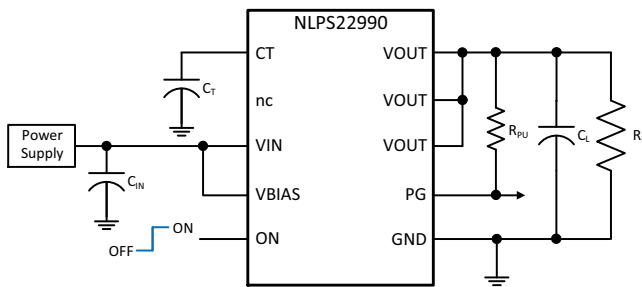 NLPS22990
CT
VOUT
C_T
nc
VOUT
R_PU
C_L
R
Power
Supply
VIN
VOUT
C_IN
VBIAS
PG
ON
OFF
ON
GND